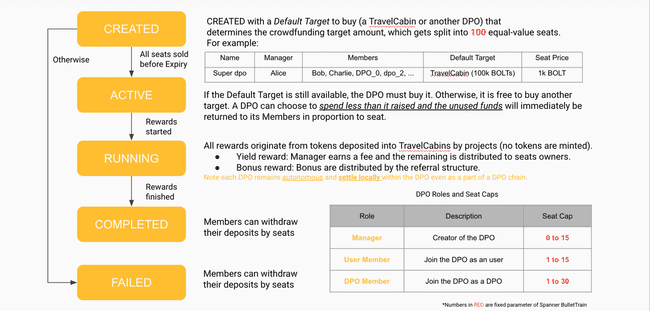 CREATED
CREATED with a Default Target to buy (a TravelCabin or another DPO) that
determines the crowdfunding target amount, which gets split into 100 equal-value seats.
For example:
Name Manager Members Default Target Seat Price
Super dpo Alice Bob, Charlie, DPO_0, dpo_2, ... TravelCabin (100k BOLTs) 1k BOLT
Otherwise
All seats sold
before Expiry
ACTIVE
If the Default Target is still available, the DPO must buy it. Otherwise, it is free to buy another
target. A DPO can choose to spend less than it raised and the unused funds will immediately be
returned to its Members in proportion to seat.
Rewards
started
RUNNING
All rewards originate from tokens deposited into TravelCabins by projects (no tokens are minted).
● Yield reward: Manager earns a fee and the remaining is distributed to seats owners.
● Bonus reward: Bonus are distributed by the referral structure.
Note each DPO remains autonomous and settle locally within the DPO even as a part of a DPO chain.
Rewards
finished
COMPLETED
Members can withdraw
their deposits by seats
FAILED
Members can withdraw
their deposits by seats
DPO Roles and Seat Caps
Role Description Seat Cap
Manager Creator of the DPO 0 to 15
User Member Join the DPO as an user 1 to 15
DPO Member Join the DPO as a DPO 1 to 30
*Numbers in RED are fixed parameter of Spanner BulletTrain